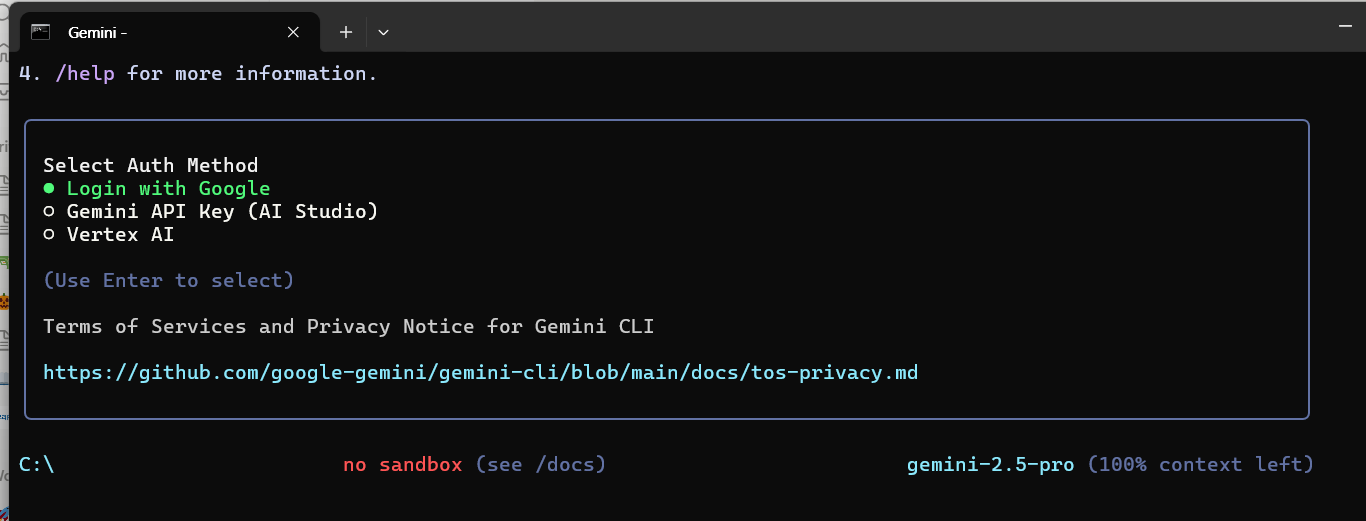 Gemini -
4. /help for more information.
Select Auth Method
● Login with Google
○ Gemini API Key (AI Studio)
○ Vertex AI
(Use Enter to select)
Terms of Services and Privacy Notice for Gemini CLI
https://github.com/google-gemini/gemini-cli/blob/main/docs/tos-privacy.md
C:\ no sandbox (see /docs) gemini-2.5-pro (100% context left)